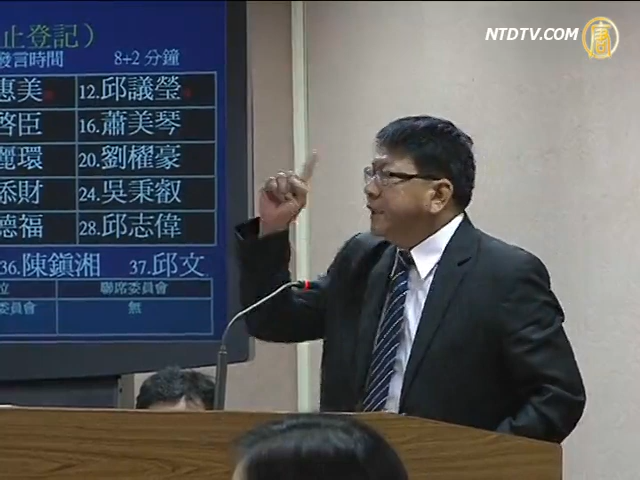 NTDTV.COM
唐
止登記）
發言時間 8+2 分鐘
惠美 12.邱議瑩
啓臣 16.蕭美琴
麗環 20.劉櫂豪
添財 24.吳秉叡
德福 28.邱志偉
36.陳鎮湘 37.邱文
位 聯席委員會
委員會 無